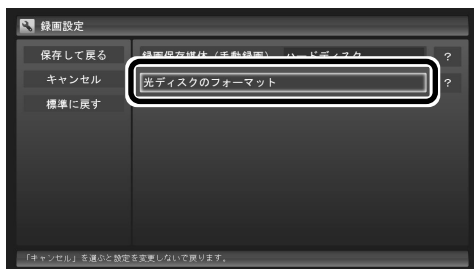 録画設定
保存して戻る
録画保存媒体（手動録画） ハードディスク ?
キャンセル
光ディスクのフォーマット ?
標準に戻す
「キャンセル」を選ぶと設定を変更しないで戻ります。